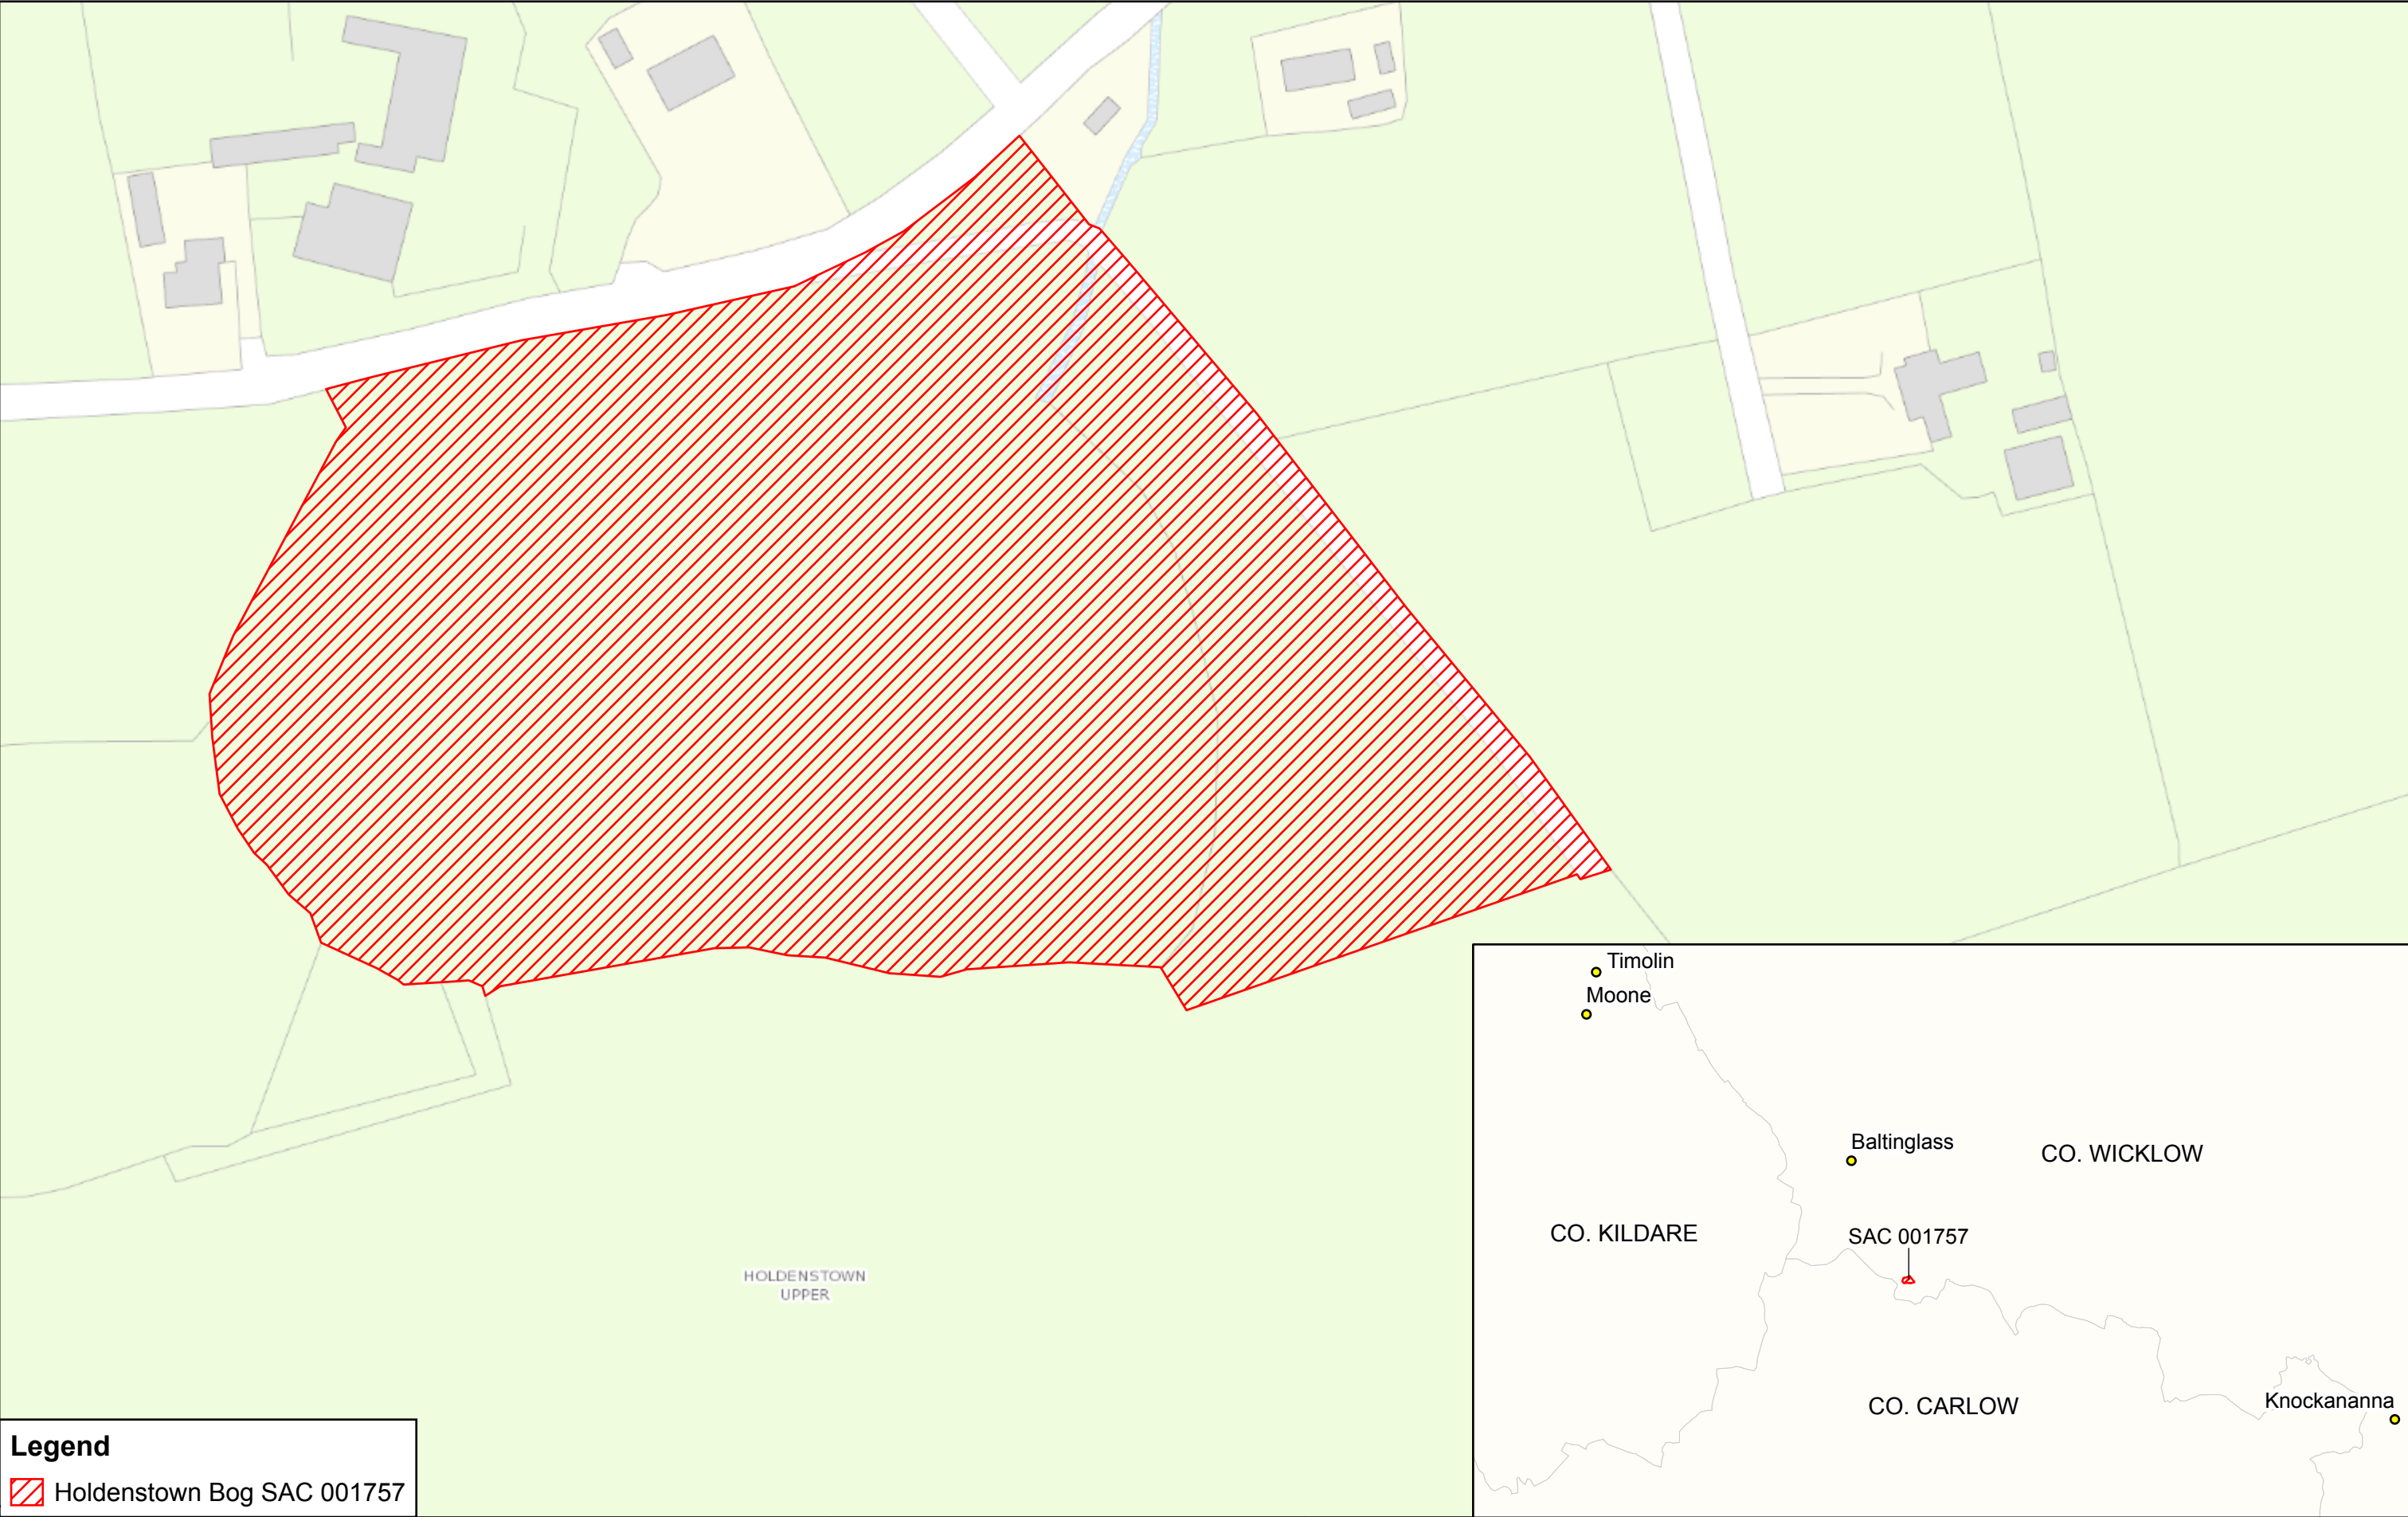 Timolin
Moone
Baltinglass
CO. WICKLOW
CO. KILDARE
SAC 001757
HOLDENSTOWN
UPPER
CO. CARLOW
Knockananna
Legend
Holdenstown Bog SAC 001757